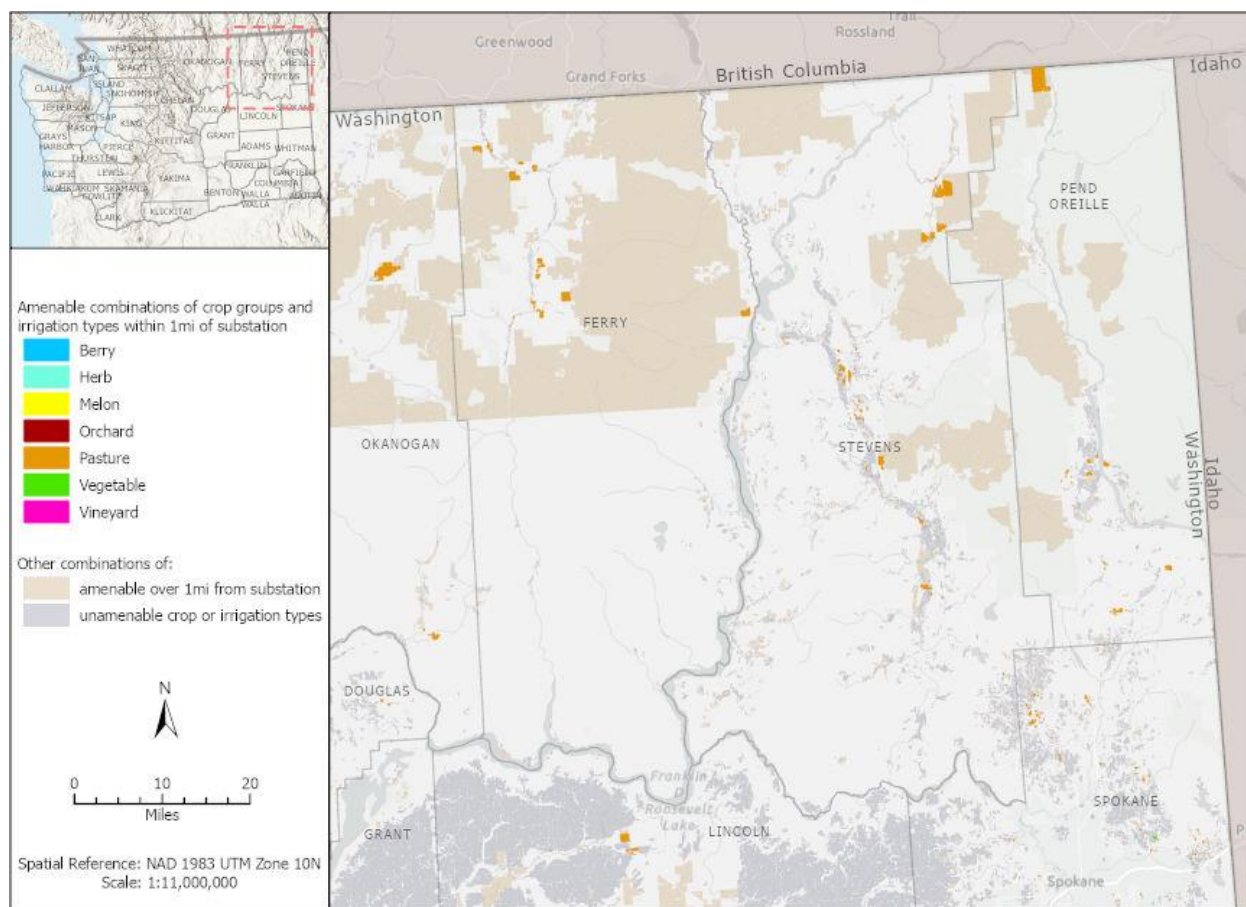 WHATCOM
SAN
JUAN
SKAGIT
OKANOGAN
FERRY
PEND
OREILLE
STEVENS
CLALLAM
ISLAND
SNOHOMISH
CHELAN
DOUGLAS
SPOKANE
JEFFERSON
KITSAP
KING
LINCOLN
GRAYS
HARBOR
MASON
KITTITAS
GRANT
ADAMS
WHITMAN
PIERCE
THURSTON
PACIFIC
LEWIS
YAKIMA
FRANKLIN
GARFIELD
COLUMBIA
WAHKIAKUM
SKAMANIA
COWLITZ
BENTON
WALLA
WALLA
ASOTIN
CLARK
KLICKITAT
Amenable combinations of crop groups and
irrigation types within 1mi of substation
Berry
Herb
Melon
Orchard
Pasture
Vegetable
Vineyard
Other combinations of:
amenable over 1mi from substation
unamenable crop or irrigation types
N
0 10 20
Miles
Spatial Reference: NAD 1983 UTM Zone 10N
Scale: 1:11,000,000
Trail
Rossland
Greenwood
Grand Forks
British Columbia
Idaho
Washington
PEND
OREILLE
FERRY
OKANOGAN
STEVENS
Idaho
Washington
DOUGLAS
Franklin
D
Roosevelt
Lake
GRANT
LINCOLN
SPOKANE
Spokane